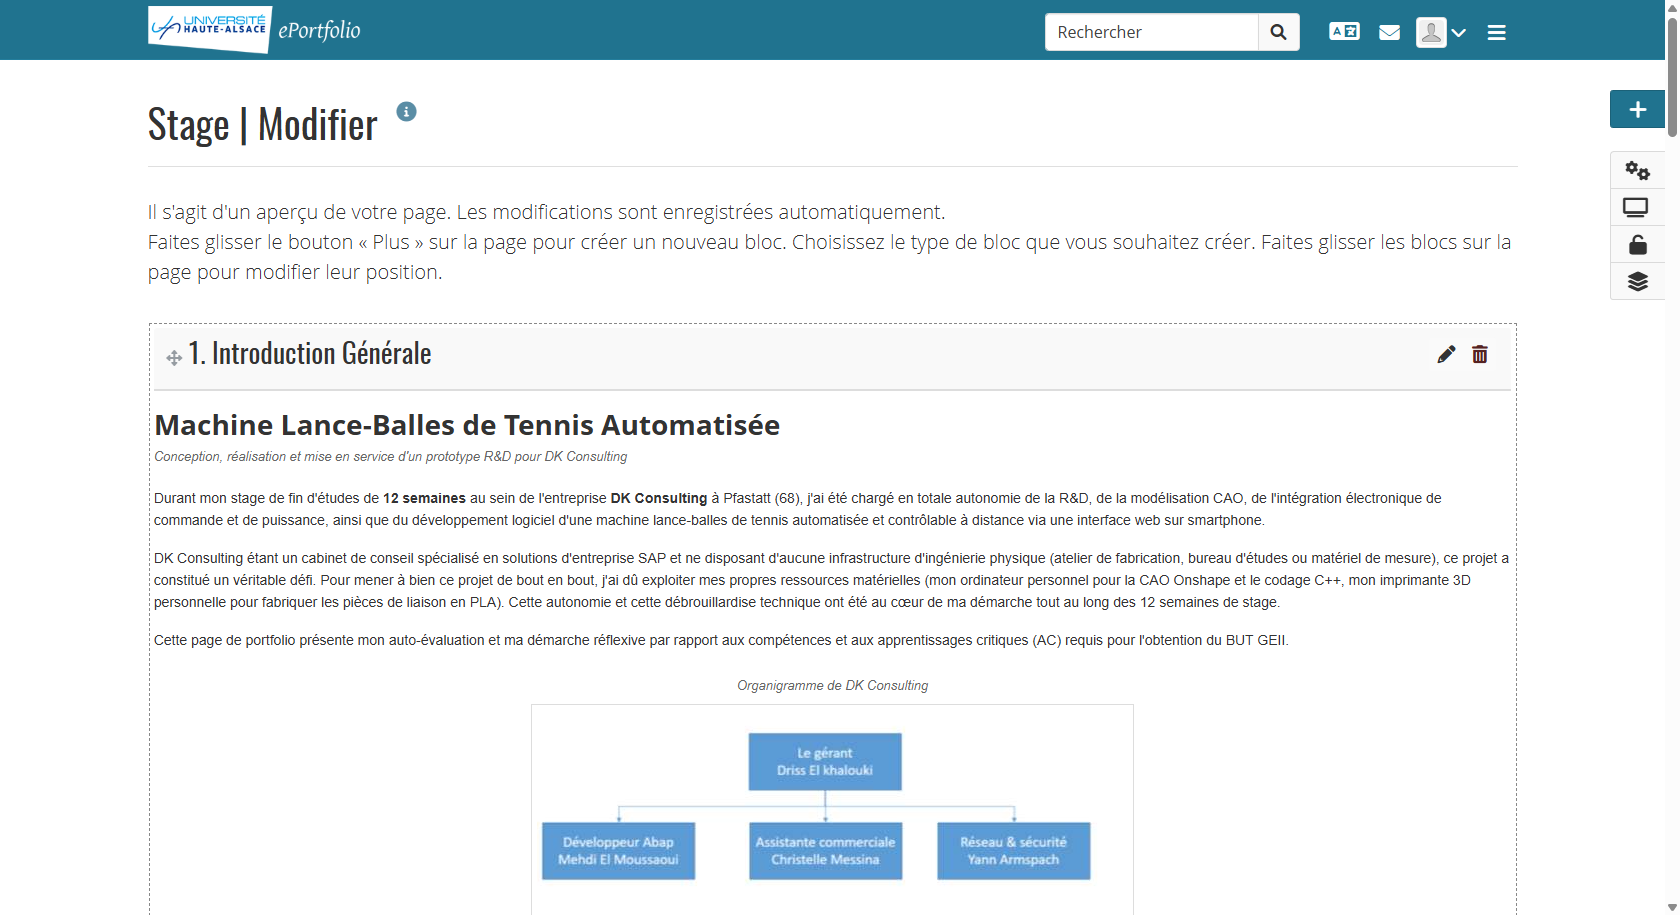 UNIVERSITÉ
HAUTE-ALSACE
ePortfolio
Rechercher
Stage | Modifier
Il s'agit d'un aperçu de votre page. Les modifications sont enregistrées automatiquement.
Faites glisser le bouton « Plus » sur la page pour créer un nouveau bloc. Choisissez le type de bloc que vous souhaitez créer. Faites glisser les blocs sur la
page pour modifier leur position.
1. Introduction Générale
Machine Lance-Balles de Tennis Automatisée
Conception, réalisation et mise en service d'un prototype R&D pour DK Consulting
Durant mon stage de fin d'études de 12 semaines au sein de l'entreprise DK Consulting à Pfastatt (68), j'ai été chargé en totale autonomie de la R&D, de la modélisation CAO, de l'intégration électronique de
commande et de puissance, ainsi que du développement logiciel d'une machine lance-balles de tennis automatisée et contrôlable à distance via une interface web sur smartphone.
DK Consulting étant un cabinet de conseil spécialisé en solutions d'entreprise SAP et ne disposant d'aucune infrastructure d'ingénierie physique (atelier de fabrication, bureau d'études ou matériel de mesure), ce projet a
constitué un véritable défi. Pour mener à bien ce projet de bout en bout, j'ai dû exploiter mes propres ressources matérielles (mon ordinateur personnel pour la CAO Onshape et le codage C++, mon imprimante 3D
personnelle pour fabriquer les pièces de liaison en PLA). Cette autonomie et cette débrouillardise technique ont été au cœur de ma démarche tout au long des 12 semaines de stage.
Cette page de portfolio présente mon auto-évaluation et ma démarche réflexive par rapport aux compétences et aux apprentissages critiques (AC) requis pour l'obtention du BUT GEII.
Organigramme de DK Consulting
Le gérant
Driss El khalouki
Développeur Abap
Mehdi El Moussaoui
Assistante commerciale
Christelle Messina
Réseau & sécurité
Yann Armspach